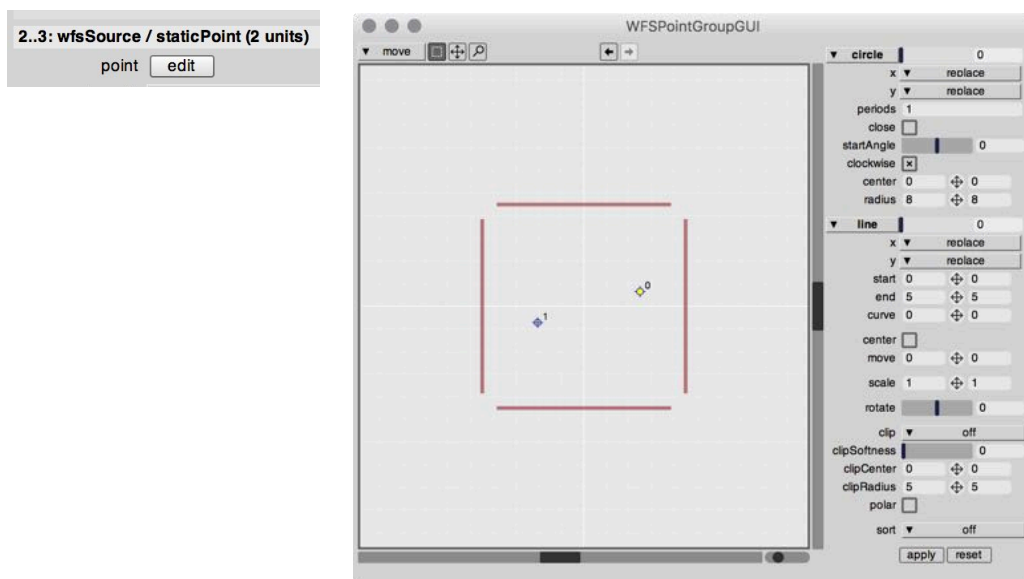 2..3: wfsSource / staticPoint (2 units)
point edit
WFSPointGroupGUI
move
0
1
circle 0
x replace
y replace
periods 1
close
startAngle 0
clockwise x
center 0 0
radius 8 8
line 0
x replace
y replace
start 0 0
end 5 5
curve 0 0
center
move 0 0
scale 1 1
rotate 0
clip off
clipSoftness 0
clipCenter 0 0
clipRadius 5 5
polar
sort off
apply reset